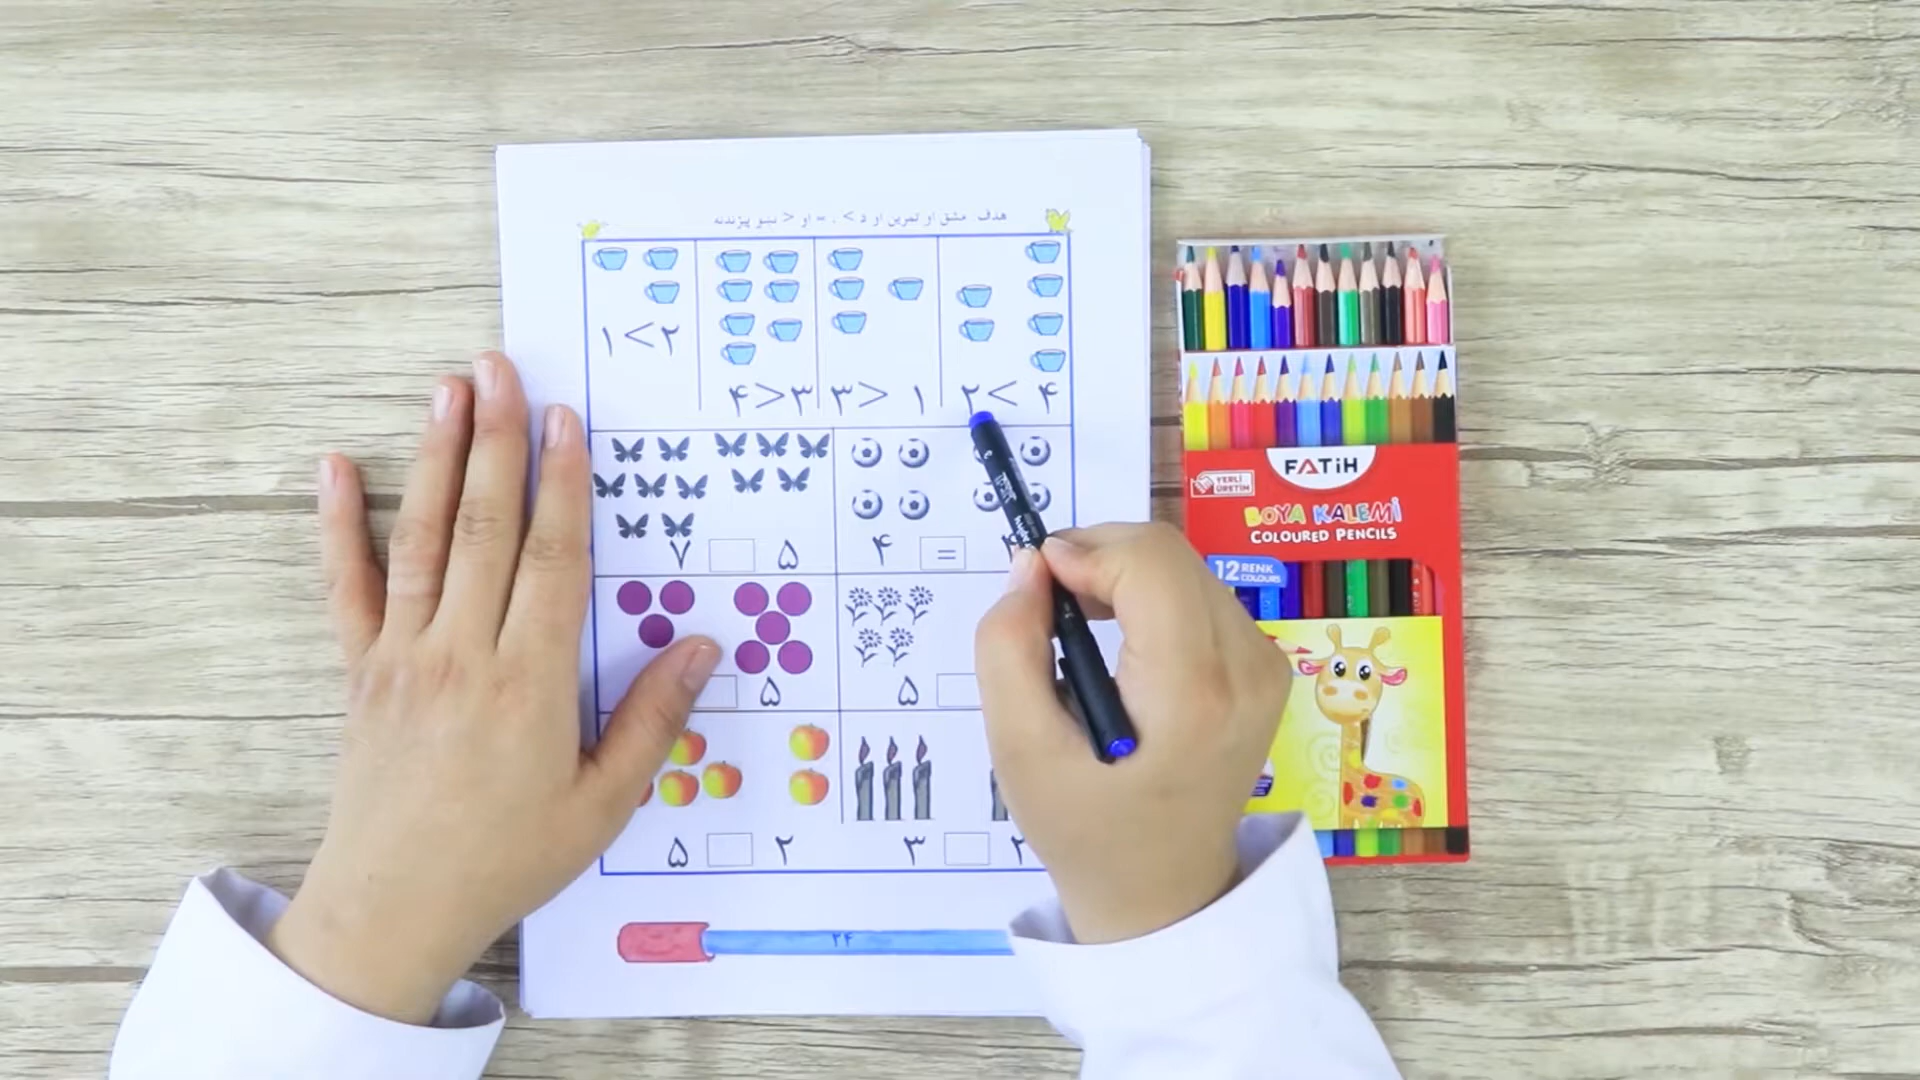 هدف: مشق او تمرین او د > ، = او < نښو پېژندنه
۱<۲
۴>۳
۳> ۱
۲< ۴
۷ ۵
۴ =
۵
۵
۵ ۲
۳ ۲
۲۴
FATiH
YERLİ
ÜRETİM
BOYA KALEMİ
COLOURED PENCILS
12 RENK
COLOURS